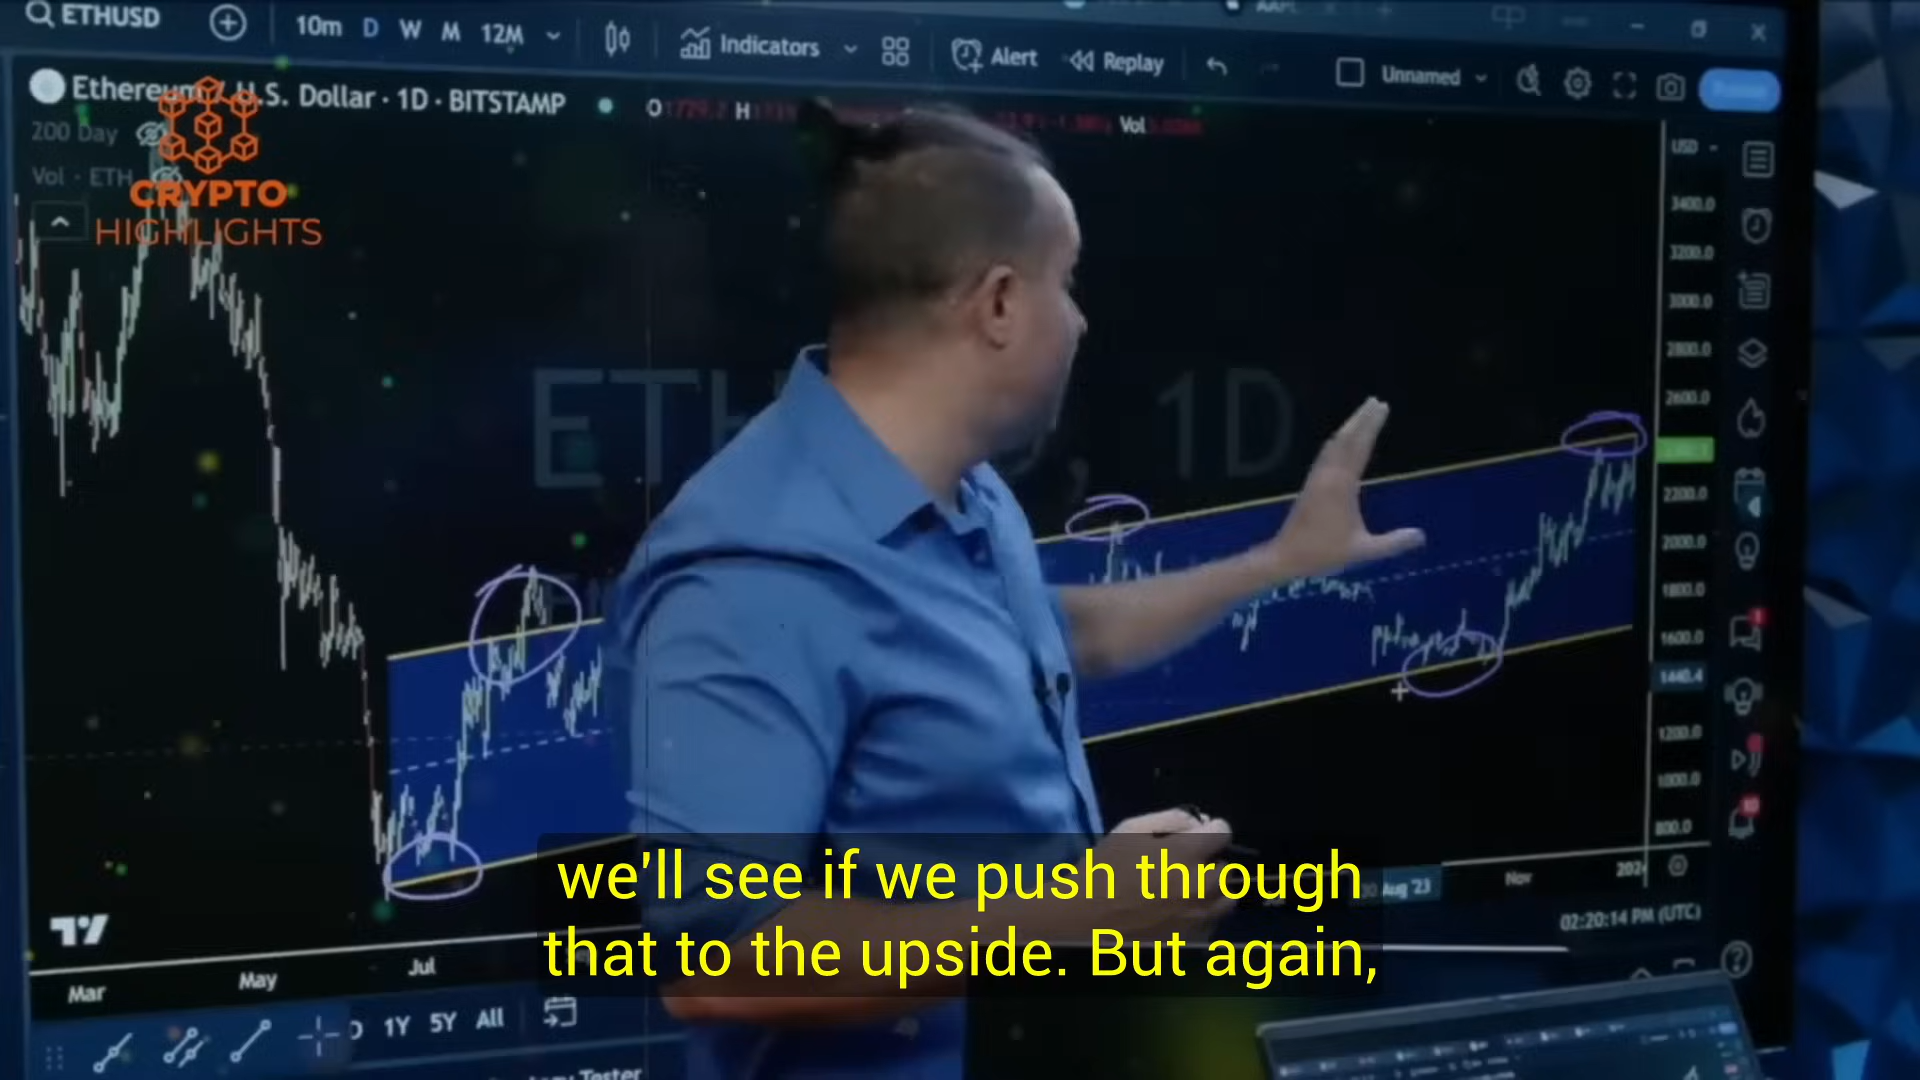 ETHUSD
10m D W M 12M
Indicators
Alert
Replay
Unnamed
Ethereum / U.S. Dollar · 1D · BITSTAMP
O H Vol
200 Day
Vol · ETH
CRYPTO
HIGHLIGHTS
USD
3400.0
3200.0
3000.0
2800.0
2600.0
2200.0
2000.0
1800.0
1600.0
1440.4
1200.0
1000.0
800.0
, 1D
we'll see if we push through
that to the upside. But again,
Mar May Jul Aug '23 Nov
02:20:14 PM (UTC)
1Y 5Y All
Tester